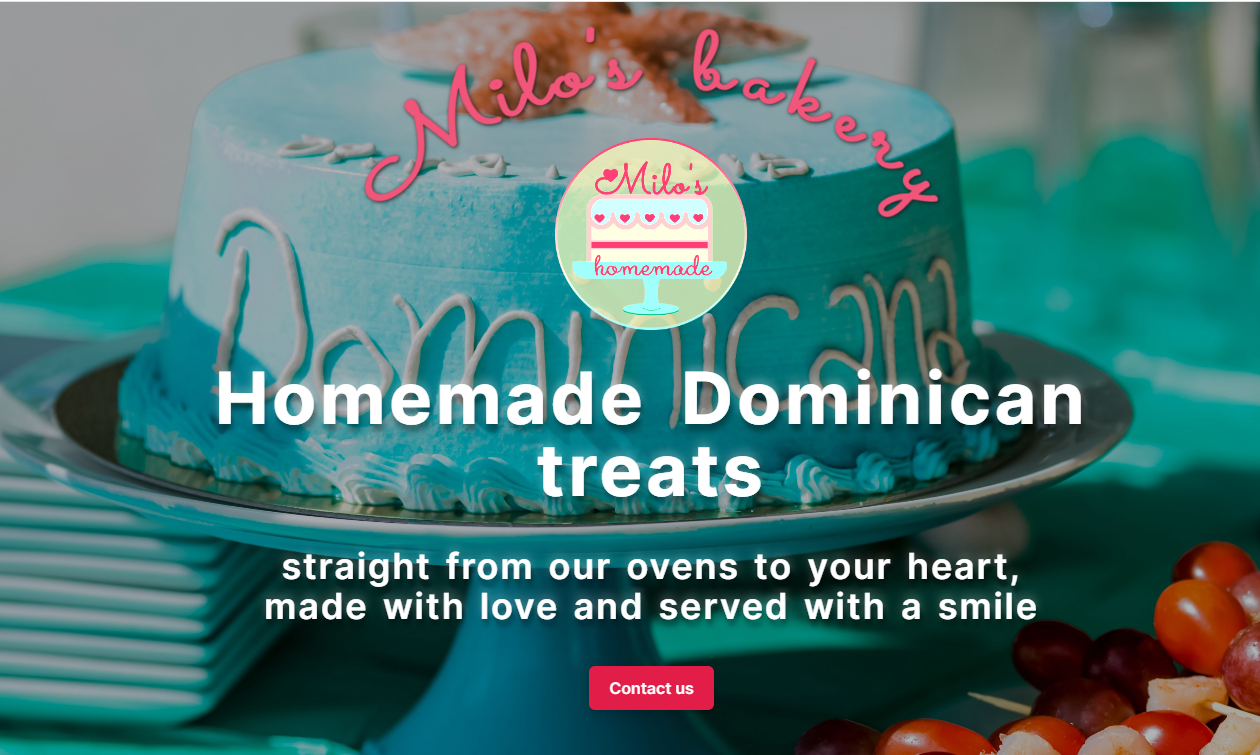 Milo's bakery
Milo's
homemade
Dominicana
Homemade Dominican
treats
straight from our ovens to your heart,
made with love and served with a smile
Contact us